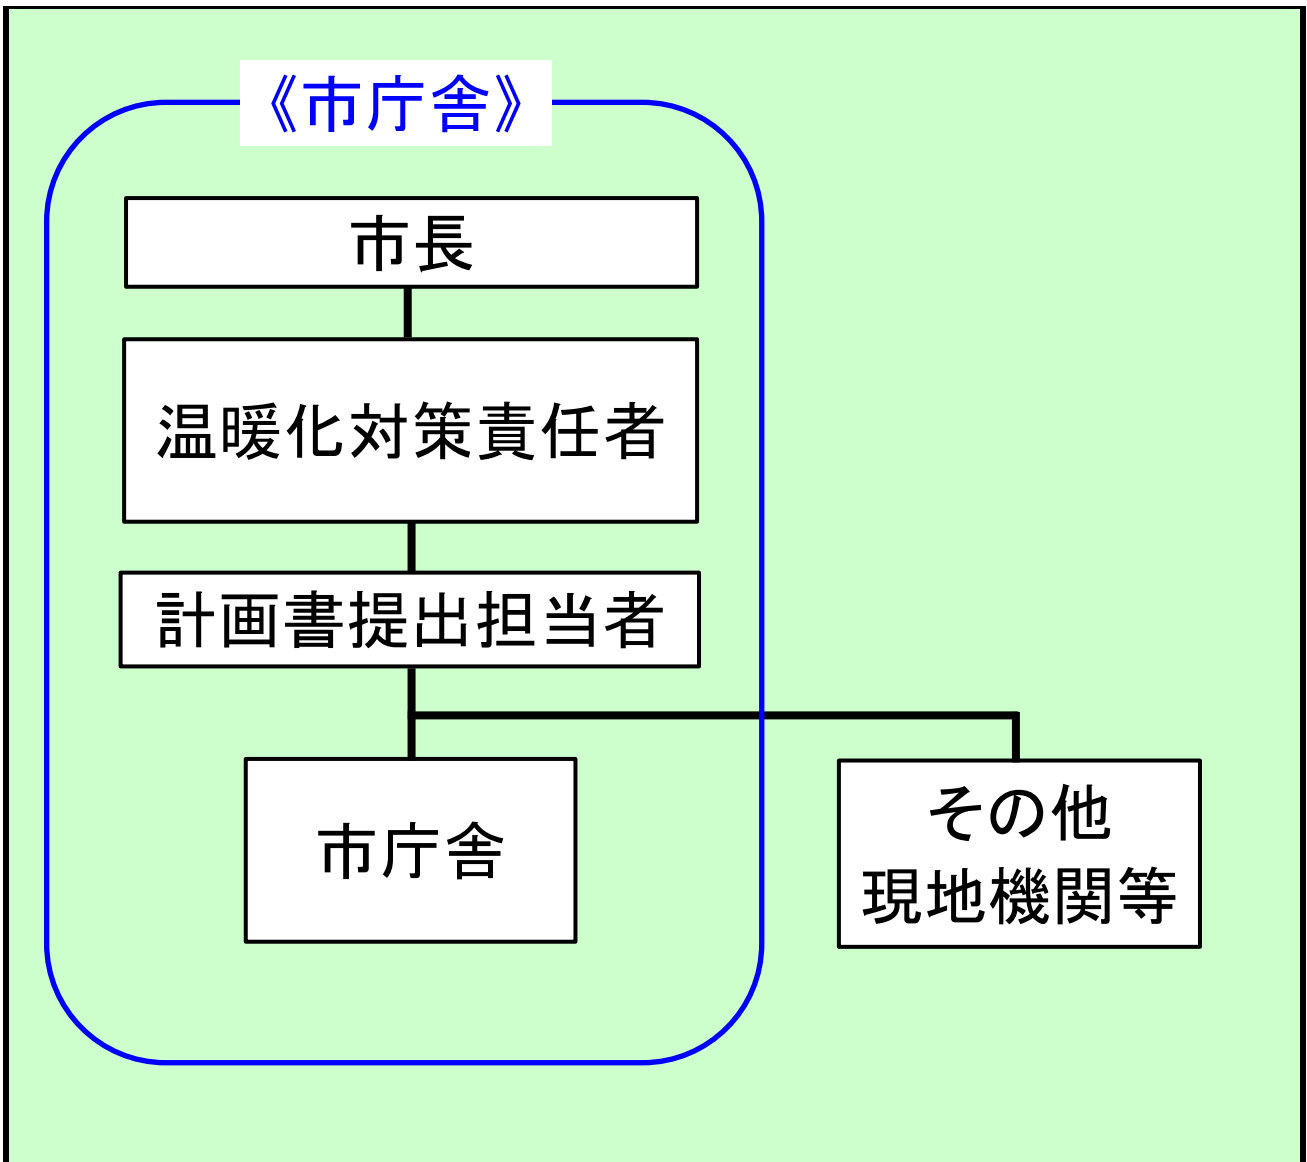 《市庁舎》
市長
温暖化対策責任者
計画書提出担当者
市庁舎
その他
現地機関等